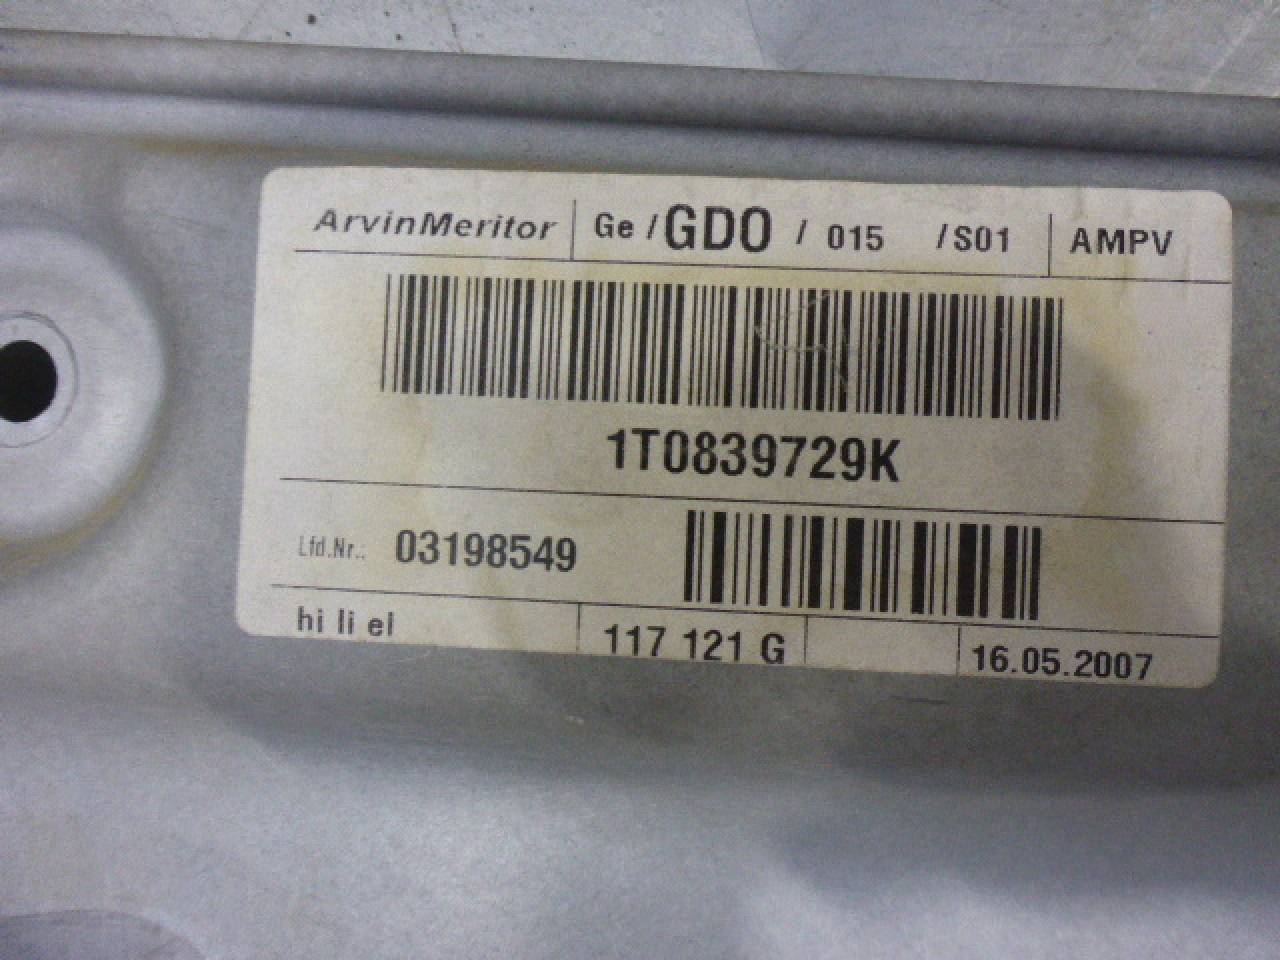 ArvinMeritor Ge / GDO / 015 / S01 AMPV
1T0839729K
Lfd.Nr.: 03198549
hi li el 117 121 G 16.05.2007